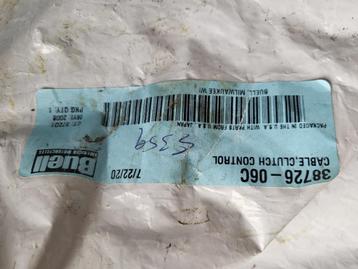 38726-06C
CABLE,CLUTCH CONTROL
7/22/20
Buell
AMERICAN MOTORCYCLES
5359
PACKAGED IN THE U.S.A WITH PARTS FROM U.S.A JAPAN
BUELL, MILWAUKEE WI
PKG QTY. 1